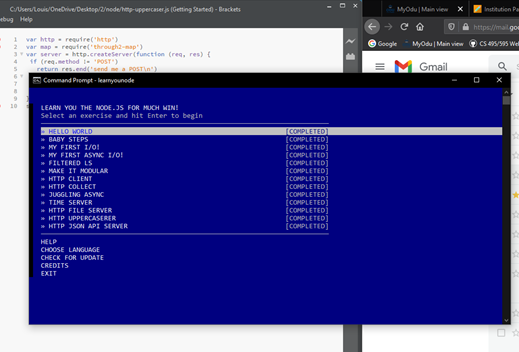 C:/Users/Louis/OneDrive/Desktop/2/node/http-uppercaser.js (Getting Started) - Brackets
ebug Help
1 var http = require('http')
2 var map = require('through2-map')
3 var server = http.createServer(function (req, res) {
4 if (req.method != 'POST')
5 return res.end('send me a POST\n')
6
7
8
9 }
10 s
MyOdu | Main view
Institution Pa
https://mail.goo
Google
MyOdu | Main view
CS 495/595 We
Gmail
Command Prompt - learnyounode
LEARN YOU THE NODE.JS FOR MUCH WIN!
Select an exercise and hit Enter to begin
» HELLO WORLD [COMPLETED]
» BABY STEPS [COMPLETED]
» MY FIRST I/O! [COMPLETED]
» MY FIRST ASYNC I/O! [COMPLETED]
» FILTERED LS [COMPLETED]
» MAKE IT MODULAR [COMPLETED]
» HTTP CLIENT [COMPLETED]
» HTTP COLLECT [COMPLETED]
» JUGGLING ASYNC [COMPLETED]
» TIME SERVER [COMPLETED]
» HTTP FILE SERVER [COMPLETED]
» HTTP UPPERCASERER [COMPLETED]
» HTTP JSON API SERVER [COMPLETED]
HELP
CHOOSE LANGUAGE
CHECK FOR UPDATE
CREDITS
EXIT